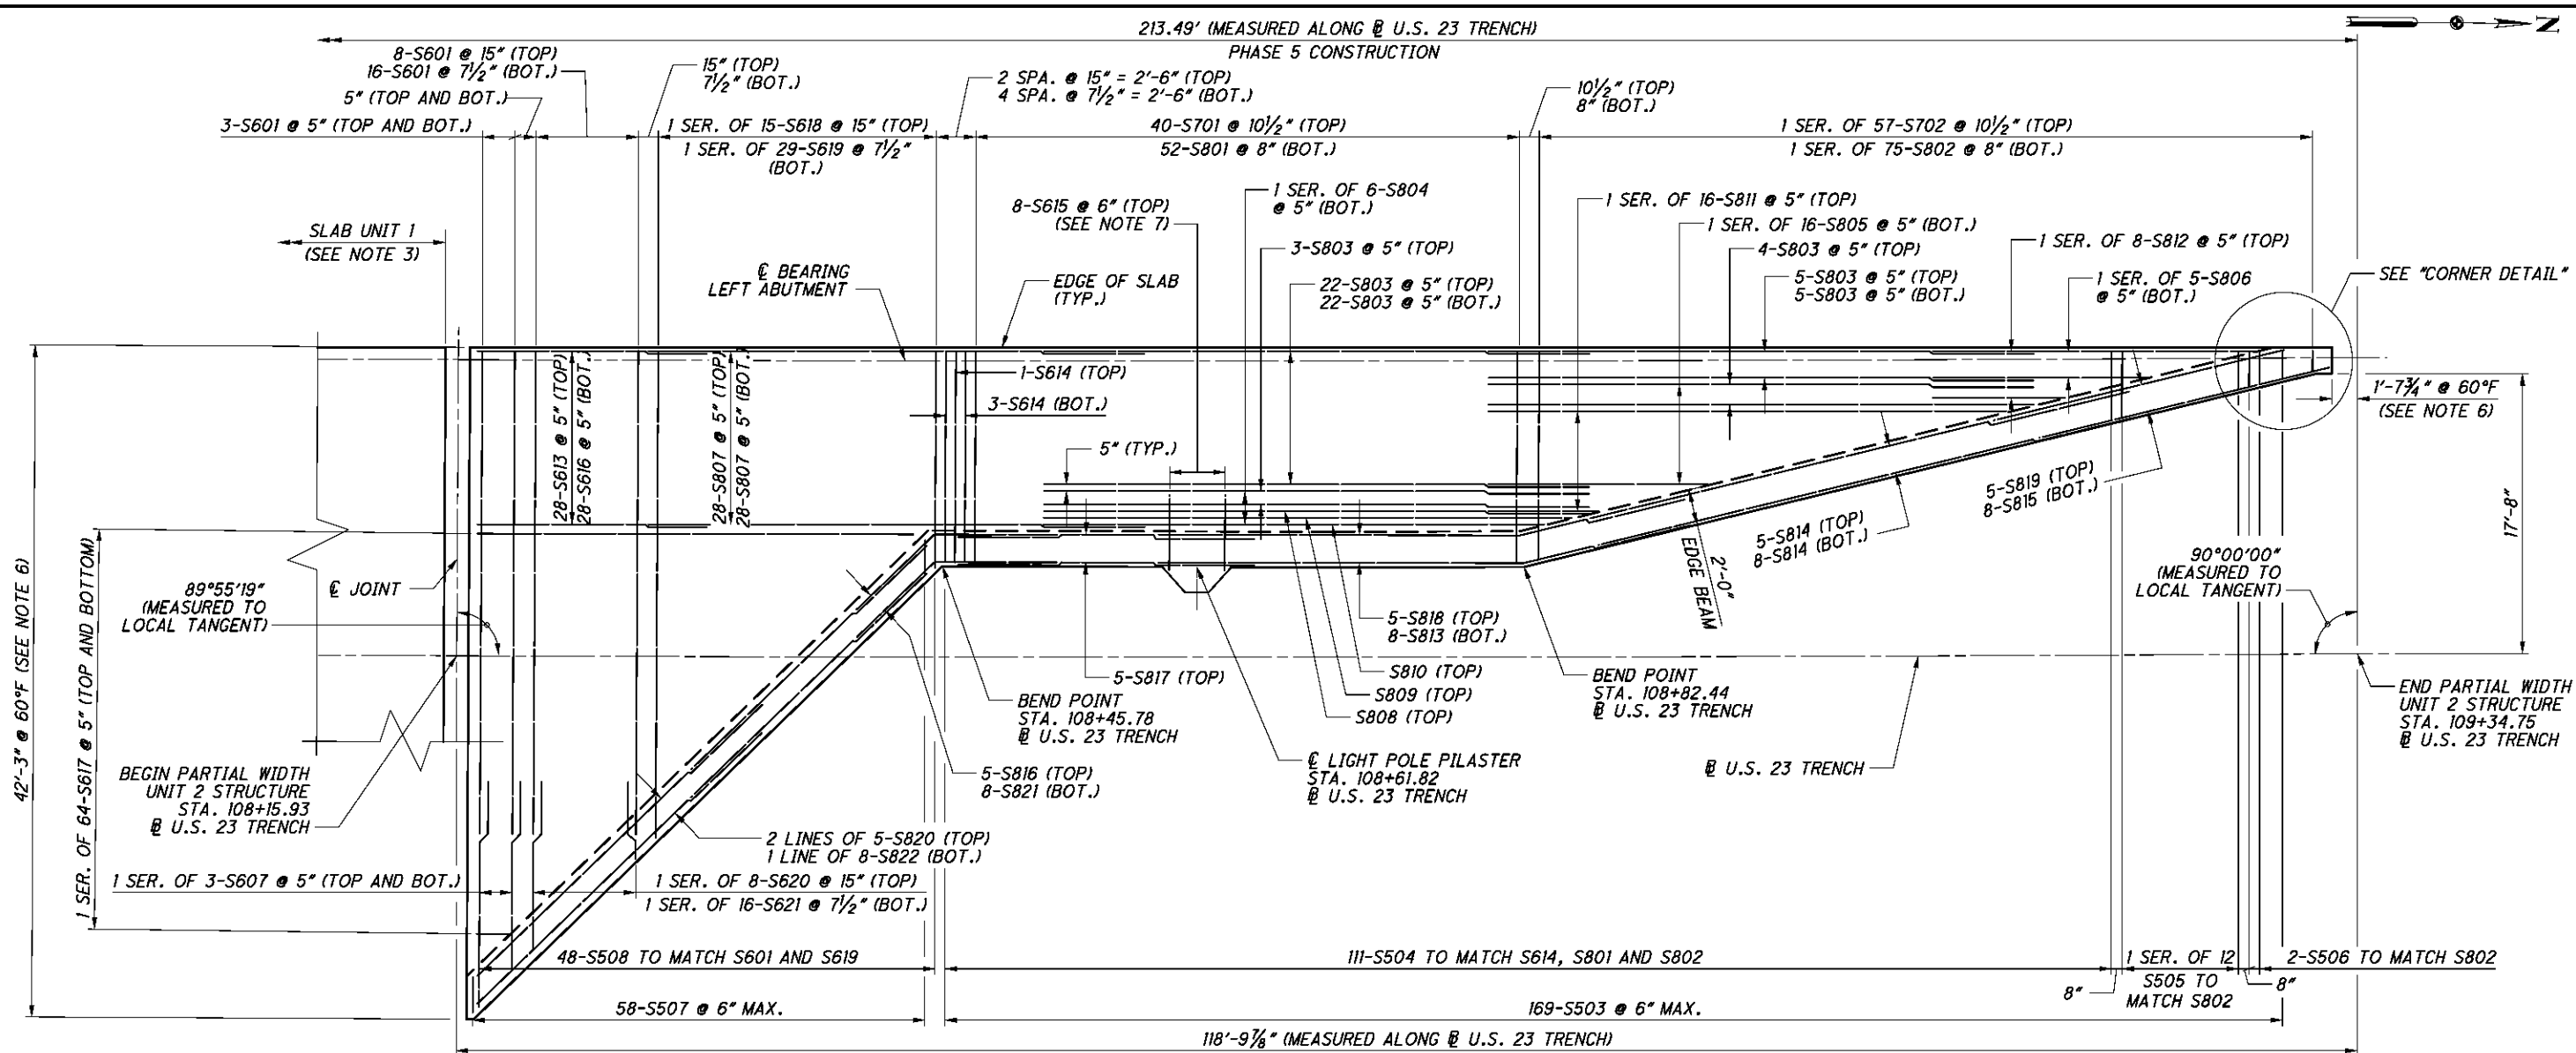 213.49' (MEASURED ALONG ⅊ U.S. 23 TRENCH)
PHASE 5 CONSTRUCTION
N
8-S601 @ 15" (TOP)
16-S601 @ 7½" (BOT.)
5" (TOP AND BOT.)
3-S601 @ 5" (TOP AND BOT.)
15" (TOP)
7½" (BOT.)
1 SER. OF 15-S618 @ 15" (TOP)
1 SER. OF 29-S619 @ 7½"
(BOT.)
2 SPA. @ 15" = 2'-6" (TOP)
4 SPA. @ 7½" = 2'-6" (BOT.)
40-S701 @ 10½" (TOP)
52-S801 @ 8" (BOT.)
10½" (TOP)
8" (BOT.)
1 SER. OF 57-S702 @ 10½" (TOP)
1 SER. OF 75-S802 @ 8" (BOT.)
SLAB UNIT 1
(SEE NOTE 3)
8-S615 @ 6" (TOP)
(SEE NOTE 7)
1 SER. OF 6-S804
@ 5" (BOT.)
3-S803 @ 5" (TOP)
22-S803 @ 5" (TOP)
22-S803 @ 5" (BOT.)
1 SER. OF 16-S811 @ 5" (TOP)
1 SER. OF 16-S805 @ 5" (BOT.)
4-S803 @ 5" (TOP)
5-S803 @ 5" (TOP)
5-S803 @ 5" (BOT.)
1 SER. OF 8-S812 @ 5" (TOP)
1 SER. OF 5-S806
@ 5" (BOT.)
SEE "CORNER DETAIL"
℄ BEARING
LEFT ABUTMENT
EDGE OF SLAB
(TYP.)
28-S613 @ 5" (TOP)
28-S616 @ 5" (BOT.)
28-S807 @ 5" (TOP)
28-S807 @ 5" (BOT.)
1-S614 (TOP)
3-S614 (BOT.)
5" (TYP.)
1'-7¾" @ 60°F
(SEE NOTE 6)
42'-3" @ 60°F (SEE NOTE 6)
1 SER. OF 64-S617 @ 5" (TOP AND BOTTOM)
89°55'19"
(MEASURED TO
LOCAL TANGENT)
℄ JOINT
5-S819 (TOP)
8-S815 (BOT.)
5-S814 (TOP)
8-S814 (BOT.)
2'-0"
EDGE BEAM
17'-8"
90°00'00"
(MEASURED TO
LOCAL TANGENT)
5-S818 (TOP)
8-S813 (BOT.)
5-S817 (TOP)
S810 (TOP)
S809 (TOP)
S808 (TOP)
BEND POINT
STA. 108+45.78
⅊ U.S. 23 TRENCH
BEND POINT
STA. 108+82.44
⅊ U.S. 23 TRENCH
END PARTIAL WIDTH
UNIT 2 STRUCTURE
STA. 109+34.75
⅊ U.S. 23 TRENCH
BEGIN PARTIAL WIDTH
UNIT 2 STRUCTURE
STA. 108+15.93
⅊ U.S. 23 TRENCH
5-S816 (TOP)
8-S821 (BOT.)
℄ LIGHT POLE PILASTER
STA. 108+61.82
⅊ U.S. 23 TRENCH
⅊ U.S. 23 TRENCH
2 LINES OF 5-S820 (TOP)
1 LINE OF 8-S822 (BOT.)
1 SER. OF 3-S607 @ 5" (TOP AND BOT.)
1 SER. OF 8-S620 @ 15" (TOP)
1 SER. OF 16-S621 @ 7½" (BOT.)
48-S508 TO MATCH S601 AND S619
111-S504 TO MATCH S614, S801 AND S802
1 SER. OF 12
S505 TO
MATCH S802
2-S506 TO MATCH S802
8"
8"
58-S507 @ 6" MAX.
169-S503 @ 6" MAX.
118'-9⅞" (MEASURED ALONG ⅊ U.S. 23 TRENCH)